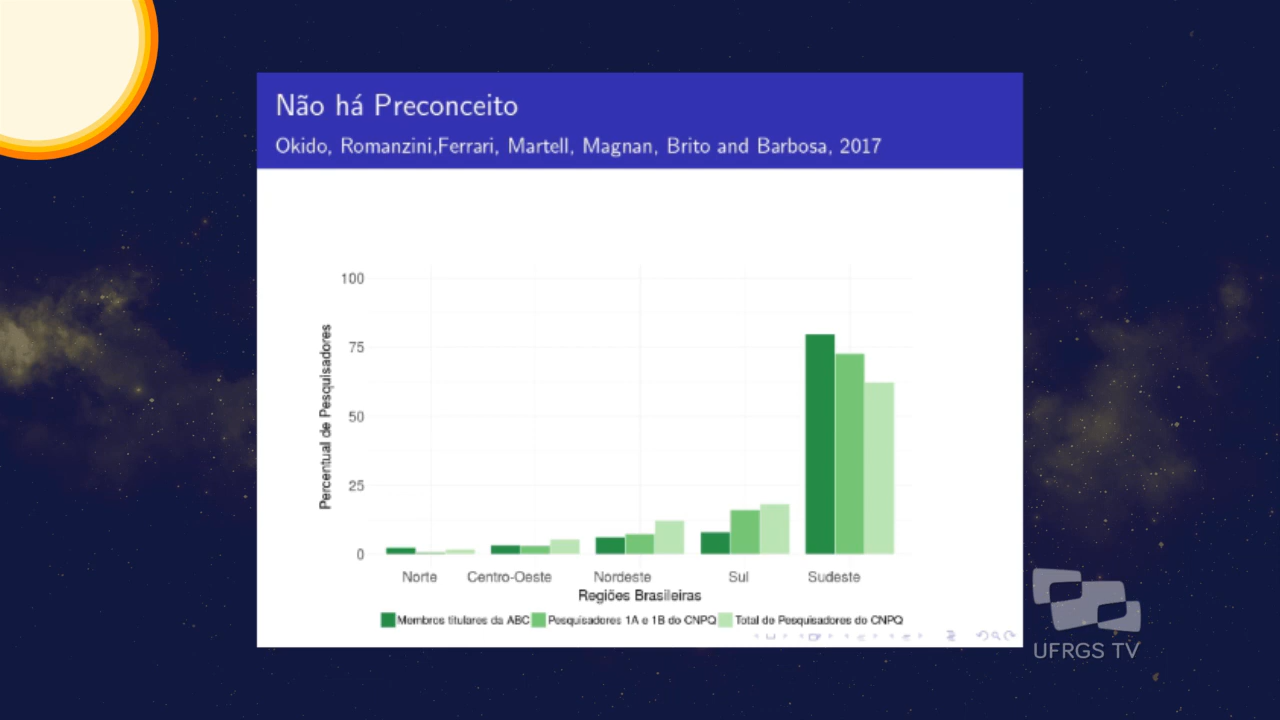 Não há Preconceito
Okido, Romanzini,Ferrari, Martell, Magnan, Brito and Barbosa, 2017
100
75
50
25
0
Percentual de Pesquisadores
Norte Centro-Oeste Nordeste Sul Sudeste
Regiões Brasileiras
Membros titulares da ABC Pesquisadores 1A e 1B do CNPQ Total de Pesquisadores do CNPQ
UFRGS TV